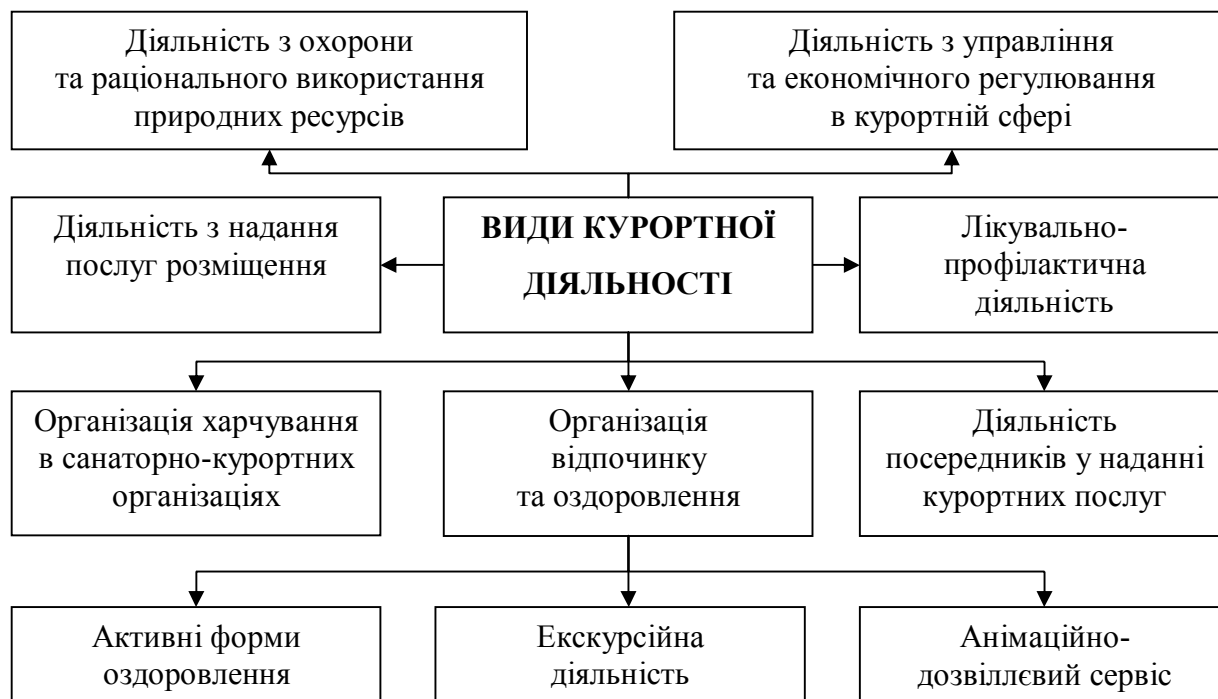 Діяльність з охорони
та раціонального використання
природних ресурсів
Діяльність з управління
та економічного регулювання
в курортній сфері
Діяльність з надання
послуг розміщення
ВИДИ КУРОРТНОЇ
ДІЯЛЬНОСТІ
Лікувально-
профілактична
діяльність
Організація харчування
в санаторно-курортних
організаціях
Організація
відпочинку
та оздоровлення
Діяльність
посередників у наданні
курортних послуг
Активні форми
оздоровлення
Екскурсійна
діяльність
Анімаційно-
дозвіллєвий сервіс